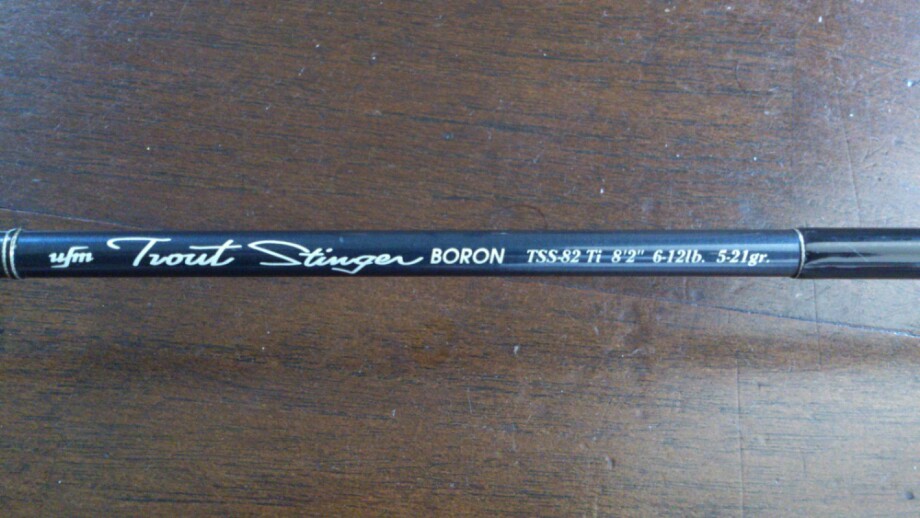 ufm Trout Stinger BORON TSS-82 Ti 8'2" 6-12lb. 5-21gr.